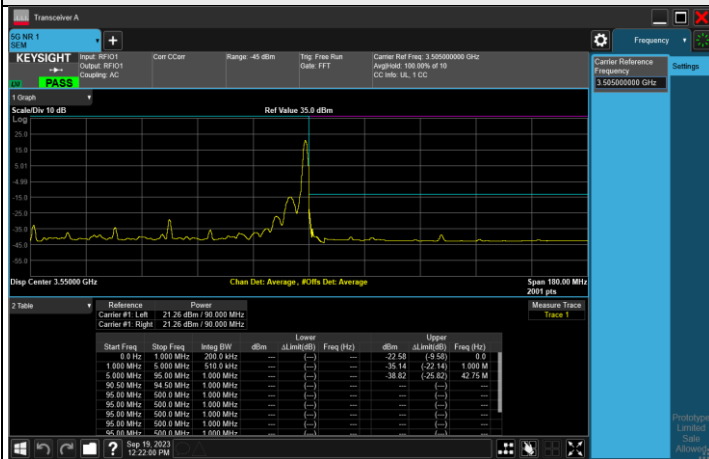 Transceiver A
5G NR 1
SEM
Frequency
KEYSIGHT
Input: RFIO1
Output: RFIO1
Coupling: AC
Corr CCorr
Range: -45 dBm
Trig: Free Run
Gate: FFT
Carrier Ref Freq: 3.505000000 GHz
Avg|Hold: 100.00% of 10
CC Info: UL, 1 CC
PASS
Carrier Reference
Frequency
3.505000000 GHz
Settings
1 Graph
Scale/Div 10 dB
Ref Value 35.0 dBm
Log
25.0
15.0
5.01
-4.99
-15.0
-25.0
-35.0
-45.0
-55.0
Disp Center 3.55000 GHz
Chan Det: Average, #Offs Det: Average
Span 100.00 MHz
2001 pts
2 Table
Reference Power
Measure Trace
Trace 1
Carrier #1: Left 21.26 dBm / 90.000 MHz
Carrier #1: Right 21.26 dBm / 90.000 MHz
Lower Upper
Start Freq Stop Freq Integ BW dBm ΔLimit(dB) Freq (Hz) dBm ΔLimit(dB) Freq (Hz)
0.0 Hz 1.000 MHz 200.0 kHz --- (---) --- -22.58 (-9.58) 0.0
1.000 MHz 5.000 MHz 510.0 kHz --- (---) --- -35.14 (-22.14) 1.000 M
5.000 MHz 95.00 MHz 1.000 MHz --- (---) --- -38.82 (-25.82) 42.75 M
90.50 MHz 94.50 MHz 1.000 MHz --- (---) --- --- (---) ---
95.00 MHz 500.0 MHz 1.000 MHz --- (---) --- --- (---) ---
95.00 MHz 500.0 MHz 1.000 MHz --- (---) --- --- (---) ---
95.00 MHz 500.0 MHz 1.000 MHz --- (---) --- --- (---) ---
95.00 MHz 500.0 MHz 1.000 MHz --- (---) --- --- (---) ---
95.00 MHz 500.0 MHz 1.000 MHz --- (---) --- --- (---) ---
Prototype
Limited
Sale
Allowed
Sep 19, 2023
12:22:00 PM